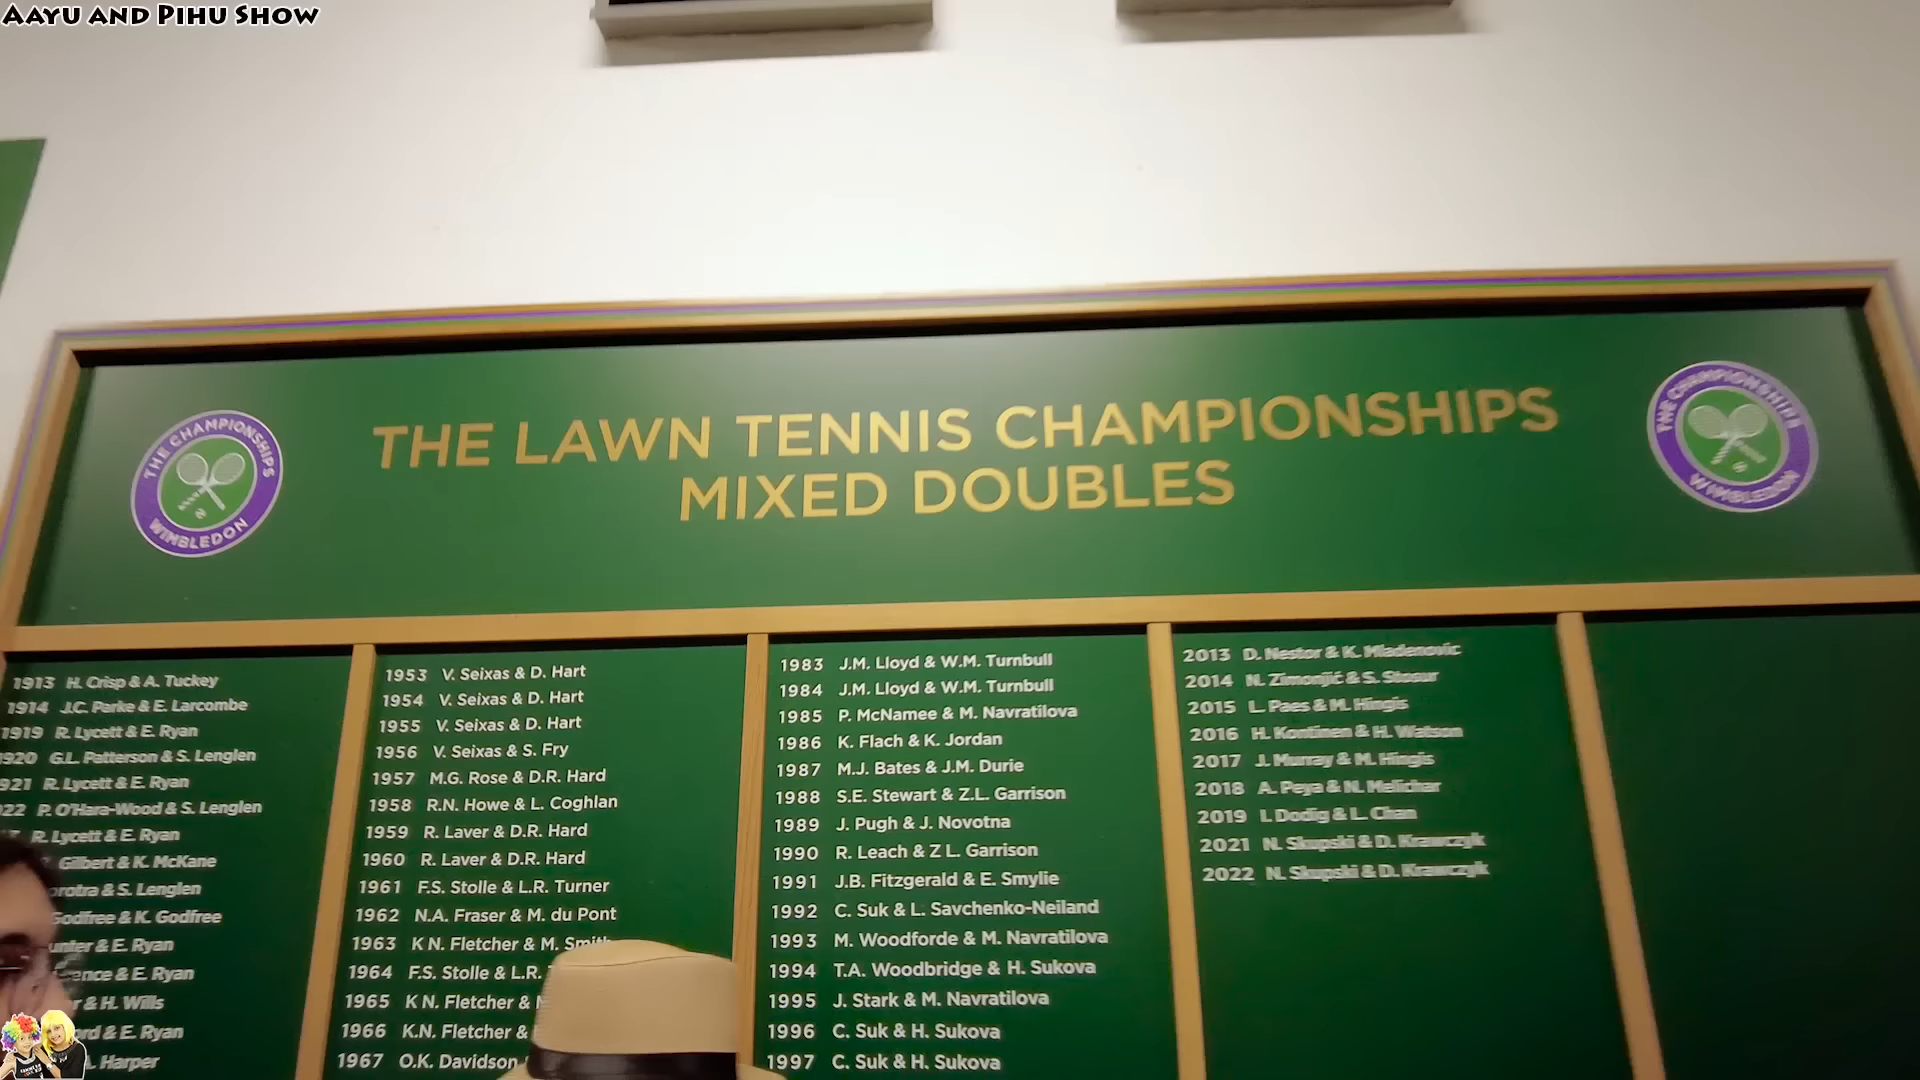 AAYU AND PIHU SHOW
THE LAWN TENNIS CHAMPIONSHIPS
MIXED DOUBLES
THE CHAMPIONSHIPS
WIMBLEDON
THE CHAMPIONSHIPS
WIMBLEDON
1913 H. Crisp & A. Tuckey
1914 J.C. Parke & E. Larcombe
1919 R. Lycett & E. Ryan
920 G.L. Patterson & S. Lenglen
921 R. Lycett & E. Ryan
22 P. O'Hara-Wood & S. Lenglen
R. Lycett & E. Ryan
Gilbert & K. McKane
& S. Lenglen
Godfree & K. Godfree
& E. Ryan
& E. Ryan
& H. Wills
& E. Ryan
Harper
1953 V. Seixas & D. Hart
1954 V. Seixas & D. Hart
1955 V. Seixas & D. Hart
1956 V. Seixas & S. Fry
1957 M.G. Rose & D.R. Hard
1958 R.N. Howe & L. Coghlan
1959 R. Laver & D.R. Hard
1960 R. Laver & D.R. Hard
1961 F.S. Stolle & L.R. Turner
1962 N.A. Fraser & M. du Pont
1963 K N. Fletcher & M. Smith
1964 F.S. Stolle & L.R.
1965 K N. Fletcher &
1966 K.N. Fletcher &
1967 O.K. Davidson
1983 J.M. Lloyd & W.M. Turnbull
1984 J.M. Lloyd & W.M. Turnbull
1985 P. McNamee & M. Navratilova
1986 K. Flach & K. Jordan
1987 M.J. Bates & J.M. Durie
1988 S.E. Stewart & Z.L. Garrison
1989 J. Pugh & J. Novotna
1990 R. Leach & Z L. Garrison
1991 J.B. Fitzgerald & E. Smylie
1992 C. Suk & L. Savchenko-Neiland
1993 M. Woodforde & M. Navratilova
1994 T.A. Woodbridge & H. Sukova
1995 J. Stark & M. Navratilova
1996 C. Suk & H. Sukova
1997 C. Suk & H. Sukova
2013 D. Nestor & K. Mladenovic
2014 N. Zimonjić & S. Stosur
2015 L. Paes & M. Hingis
2016 H. Kontinen & H. Watson
2017 J. Murray & M. Hingis
2018 A. Peya & N. Melichar
2019 I. Dodig & L. Chan
2021 N. Skupski & D. Krawczyk
2022 N. Skupski & D. Krawczyk